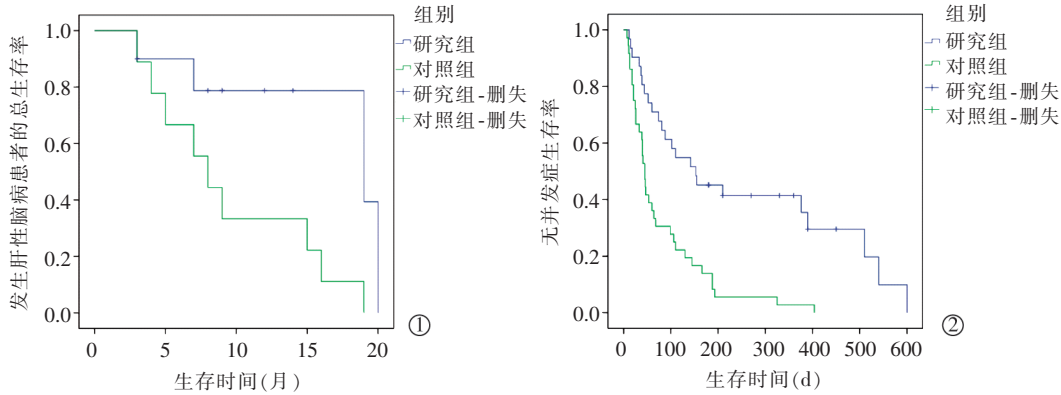 发生肝性脑病患者的总生存率
1.0
0.8
0.6
0.4
0.2
0.0
0
5
10
15
20
生存时间(月)
组别
研究组
对照组
研究组-删失
对照组-删失
①
无并发症生存率
1.0
0.8
0.6
0.4
0.2
0.0
0
100
200
300
400
500
600
生存时间(d)
组别
研究组
对照组
研究组-删失
对照组-删失
②